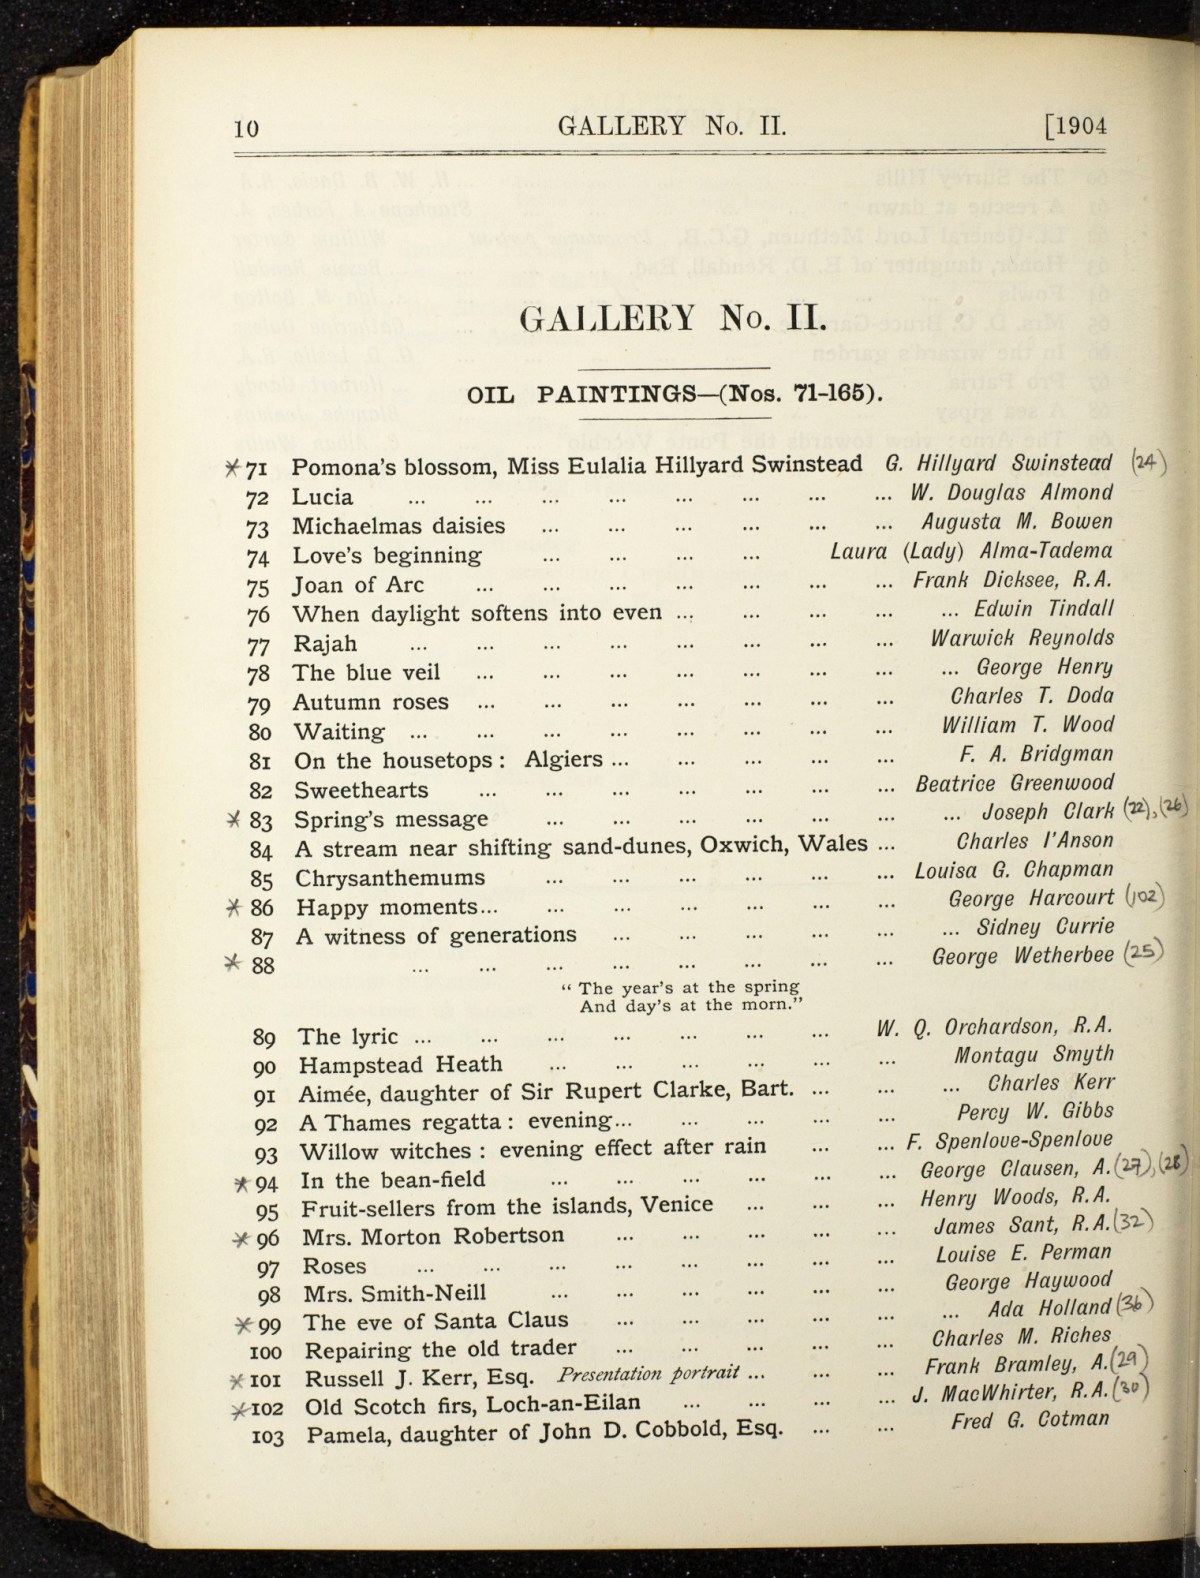 10 GALLERY No. II. [1904
GALLERY No. II.
OIL PAINTINGS—(Nos. 71-165).
* 71 Pomona's blossom, Miss Eulalia Hillyard Swinstead G. Hillyard Swinstead (24)
72 Lucia ... ... ... ... ... ... ... ... W. Douglas Almond
73 Michaelmas daisies ... ... ... ... ... ... Augusta M. Bowen
74 Love's beginning ... ... ... ... Laura (Lady) Alma-Tadema
75 Joan of Arc ... ... ... ... ... ... ... Frank Dicksee, R.A.
76 When daylight softens into even ... ... ... ... ... Edwin Tindall
77 Rajah ... ... ... ... ... ... ... ... Warwick Reynolds
78 The blue veil ... ... ... ... ... ... ... ... George Henry
79 Autumn roses ... ... ... ... ... ... ... Charles T. Doda
80 Waiting ... ... ... ... ... ... ... ... William T. Wood
81 On the housetops : Algiers ... ... ... ... ... F. A. Bridgman
82 Sweethearts ... ... ... ... ... ... ... Beatrice Greenwood
* 83 Spring's message ... ... ... ... ... ... ... Joseph Clark (22),(26)
84 A stream near shifting sand-dunes, Oxwich, Wales ... Charles I'Anson
85 Chrysanthemums ... ... ... ... ... ... Louisa G. Chapman
* 86 Happy moments... ... ... ... ... ... ... George Harcourt (102)
87 A witness of generations ... ... ... ... ... ... Sidney Currie
* 88 ... ... ... ... ... ... ... ... George Wetherbee (25)
“ The year's at the spring
And day's at the morn.”
89 The lyric ... ... ... ... ... ... ... W. Q. Orchardson, R.A.
90 Hampstead Heath ... ... ... ... ... ... Montagu Smyth
91 Aimée, daughter of Sir Rupert Clarke, Bart. ... ... ... Charles Kerr
92 A Thames regatta : evening... ... ... ... ... Percy W. Gibbs
93 Willow witches : evening effect after rain ... ... F. Spenlove-Spenlove
* 94 In the bean-field ... ... ... ... ... ... George Clausen, A. (27),(28)
95 Fruit-sellers from the islands, Venice ... ... ... Henry Woods, R.A.
* 96 Mrs. Morton Robertson ... ... ... ... ... James Sant, R.A. (32)
97 Roses ... ... ... ... ... ... ... ... Louise E. Perman
98 Mrs. Smith-Neill ... ... ... ... ... ... George Haywood
* 99 The eve of Santa Claus ... ... ... ... ... ... Ada Holland (36)
100 Repairing the old trader ... ... ... ... ... Charles M. Riches
* 101 Russell J. Kerr, Esq. Presentation portrait ... ... ... Frank Bramley, A. (29)
* 102 Old Scotch firs, Loch-an-Eilan ... ... ... ... J. MacWhirter, R.A. (30)
103 Pamela, daughter of John D. Cobbold, Esq. ... ... Fred G. Cotman